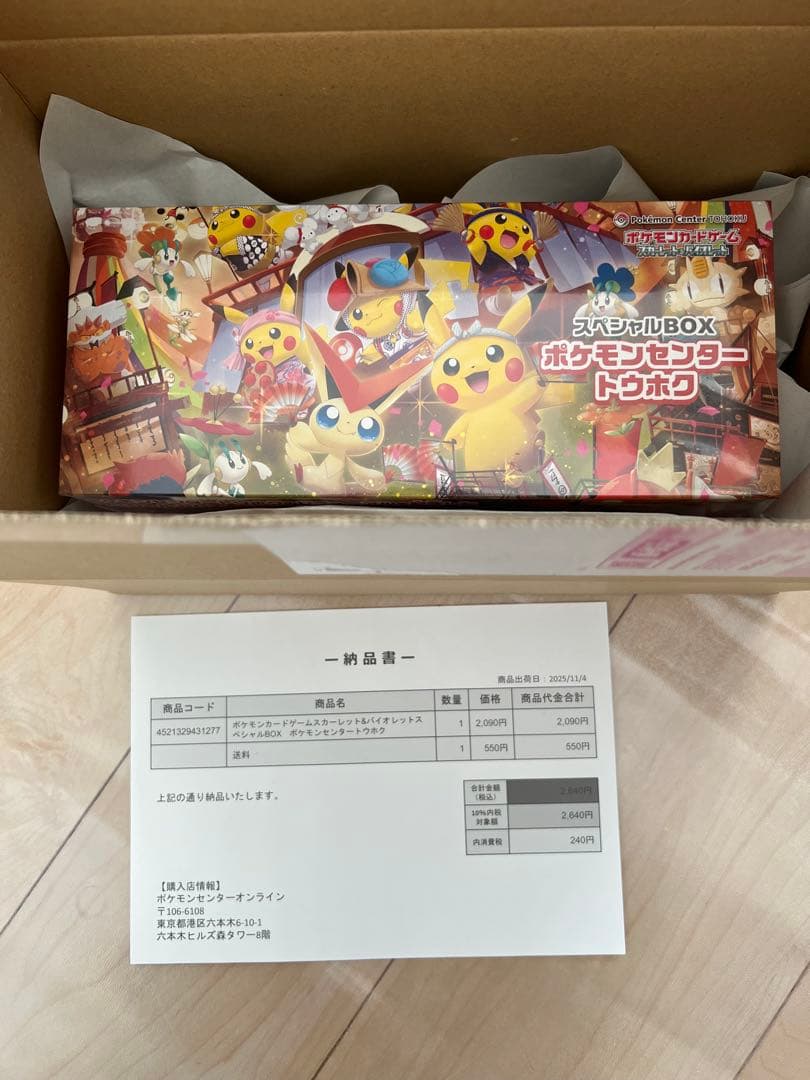 Pokémon Center TOHOKU
ポケモンカードゲーム
スカーレット&バイオレット
スペシャルBOX
ポケモンセンター
トウホク
ー納品書ー
商品出荷日：2025/11/4
商品コード 商品名 数量 価格 商品代金合計
4521329431277 ポケモンカードゲームスカーレット&バイオレットス
ペシャルBOX ポケモンセンタートウホク 1 2,090円 2,090円
送料 1 550円 550円
上記の通り納品いたします。
合計金額
（税込） 2,640円
10%内税
対象額 2,640円
内消費税 240円
【購入店情報】
ポケモンセンターオンライン
〒106-6108
東京都港区六本木6-10-1
六本木ヒルズ森タワー8階